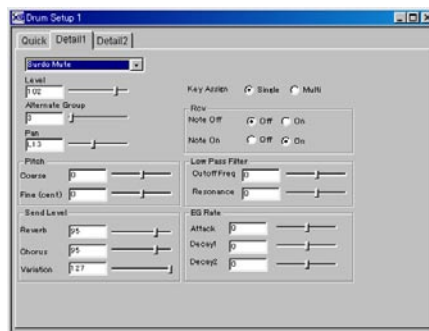 Drum Setup 1
Quick Detail1 Detail2
Surdo Mute
Level
102
Key Assign Single Multi
Alternate Group
3
Rcv
Note Off Off On
Pan
L13
Note On Off On
Pitch
Coarse 0
Fine (cent) 0
Low Pass Filter
CutoffFreq 0
Resonance 0
Send Level
Reverb 95
Chorus 95
Variation 127
EG Rate
Attack 0
Decay1 0
Decay2 0